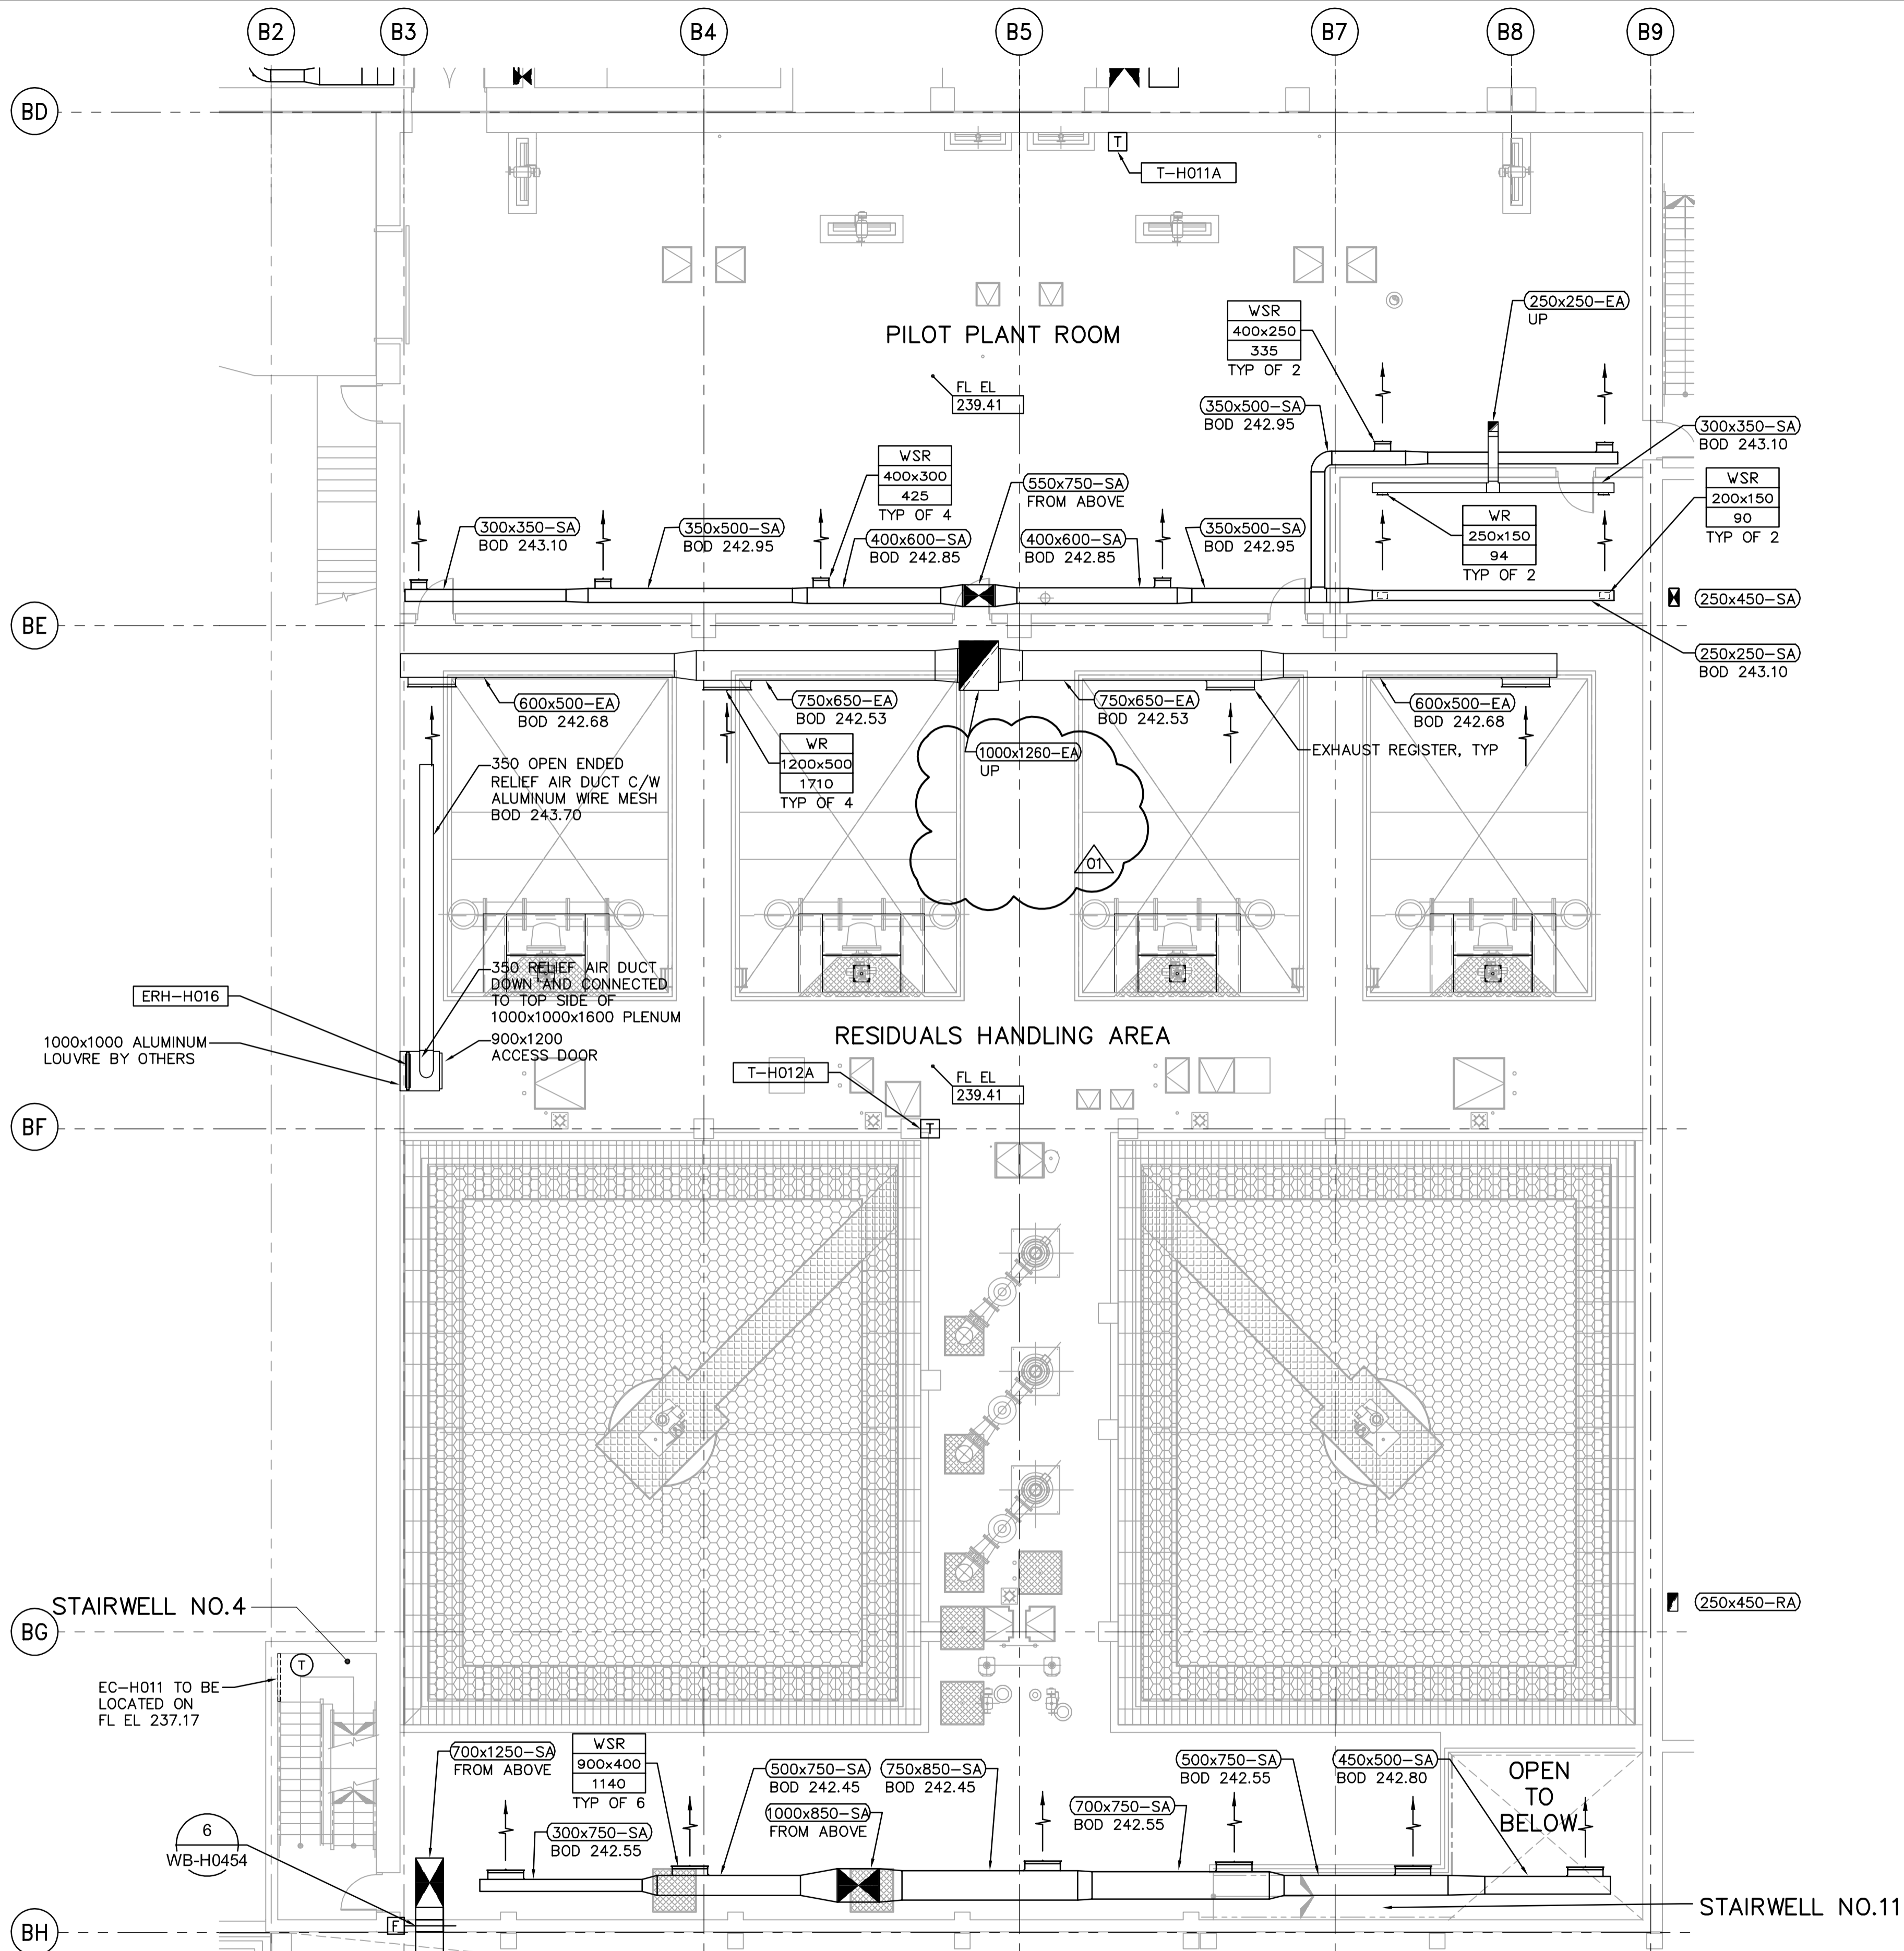 B2
B3
B4
B5
B7
B8
B9
BD
T
T-H011A
PILOT PLANT ROOM
FL EL
239.41
WSR
400x250
335
TYP OF 2
250x250-EA
UP
350x500-SA
BOD 242.95
300x350-SA
BOD 243.10
WSR
400x300
425
TYP OF 4
550x750-SA
FROM ABOVE
WSR
200x150
90
TYP OF 2
300x350-SA
BOD 243.10
350x500-SA
BOD 242.95
400x600-SA
BOD 242.85
400x600-SA
BOD 242.85
350x500-SA
BOD 242.95
WR
250x150
94
TYP OF 2
250x450-SA
BE
250x250-SA
BOD 243.10
600x500-EA
BOD 242.68
750x650-EA
BOD 242.53
750x650-EA
BOD 242.53
600x500-EA
BOD 242.68
WR
1200x500
1710
TYP OF 4
1000x1260-EA
UP
EXHAUST REGISTER, TYP
350 OPEN ENDED
RELIEF AIR DUCT C/W
ALUMINUM WIRE MESH
BOD 243.70
01
350 RELIEF AIR DUCT
DOWN AND CONNECTED
TO TOP SIDE OF
1000x1000x1600 PLENUM
ERH-H016
1000x1000 ALUMINUM
LOUVRE BY OTHERS
900x1200
ACCESS DOOR
RESIDUALS HANDLING AREA
T-H012A
FL EL
239.41
BF
T
STAIRWELL NO.4
250x450-RA
BG
T
EC-H011 TO BE
LOCATED ON
FL EL 237.17
700x1250-SA
FROM ABOVE
WSR
900x400
1140
TYP OF 6
500x750-SA
BOD 242.45
750x850-SA
BOD 242.45
500x750-SA
BOD 242.55
450x500-SA
BOD 242.80
OPEN
TO
BELOW
1000x850-SA
FROM ABOVE
700x750-SA
BOD 242.55
300x750-SA
BOD 242.55
6
WB-H0454
STAIRWELL NO.11
BH
F